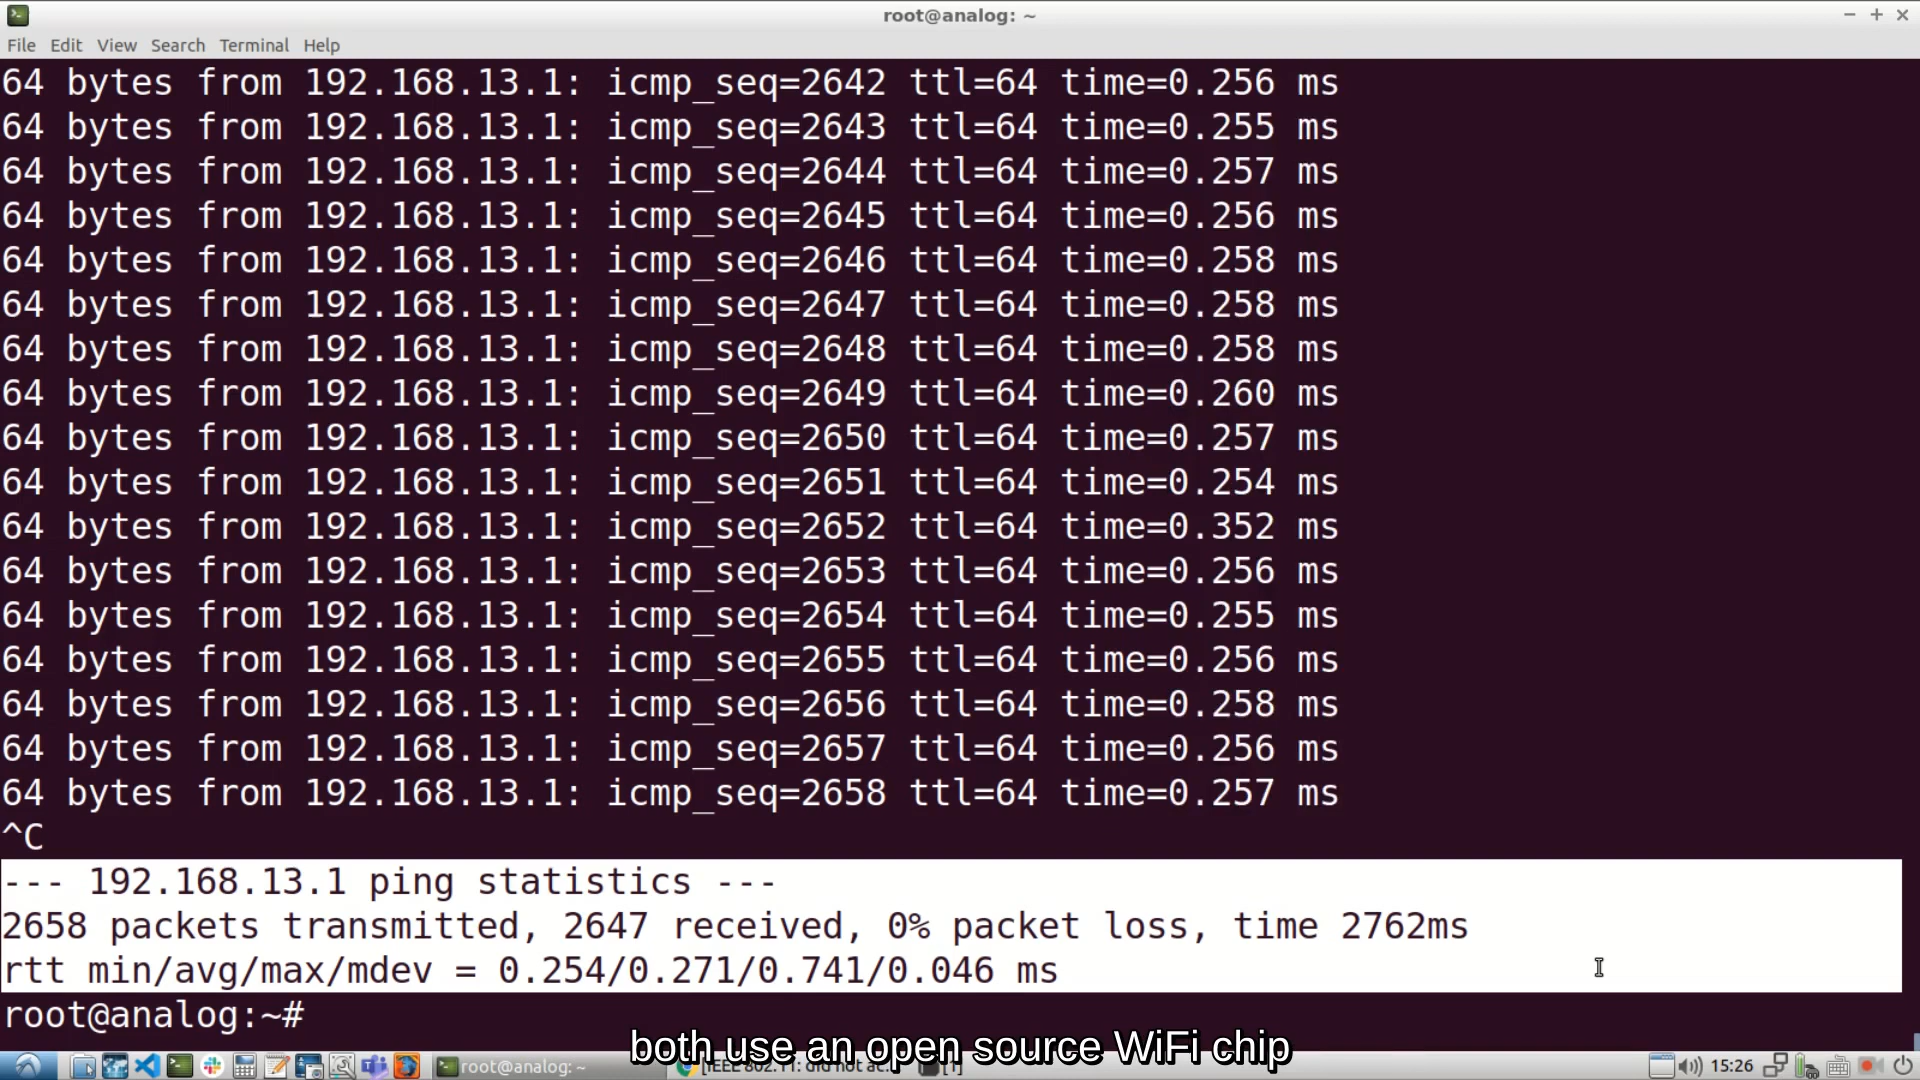 root@analog: ~
File Edit View Search Terminal Help
64 bytes from 192.168.13.1: icmp_seq=2642 ttl=64 time=0.256 ms
64 bytes from 192.168.13.1: icmp_seq=2643 ttl=64 time=0.255 ms
64 bytes from 192.168.13.1: icmp_seq=2644 ttl=64 time=0.257 ms
64 bytes from 192.168.13.1: icmp_seq=2645 ttl=64 time=0.256 ms
64 bytes from 192.168.13.1: icmp_seq=2646 ttl=64 time=0.258 ms
64 bytes from 192.168.13.1: icmp_seq=2647 ttl=64 time=0.258 ms
64 bytes from 192.168.13.1: icmp_seq=2648 ttl=64 time=0.258 ms
64 bytes from 192.168.13.1: icmp_seq=2649 ttl=64 time=0.260 ms
64 bytes from 192.168.13.1: icmp_seq=2650 ttl=64 time=0.257 ms
64 bytes from 192.168.13.1: icmp_seq=2651 ttl=64 time=0.254 ms
64 bytes from 192.168.13.1: icmp_seq=2652 ttl=64 time=0.352 ms
64 bytes from 192.168.13.1: icmp_seq=2653 ttl=64 time=0.256 ms
64 bytes from 192.168.13.1: icmp_seq=2654 ttl=64 time=0.255 ms
64 bytes from 192.168.13.1: icmp_seq=2655 ttl=64 time=0.256 ms
64 bytes from 192.168.13.1: icmp_seq=2656 ttl=64 time=0.258 ms
64 bytes from 192.168.13.1: icmp_seq=2657 ttl=64 time=0.256 ms
64 bytes from 192.168.13.1: icmp_seq=2658 ttl=64 time=0.257 ms
^C
--- 192.168.13.1 ping statistics ---
2658 packets transmitted, 2647 received, 0% packet loss, time 2762ms
rtt min/avg/max/mdev = 0.254/0.271/0.741/0.046 ms
root@analog:~#
both use an open source WiFi chip
root@analog: ~ [IEEE 802.11: did not ac... [1] 15:26